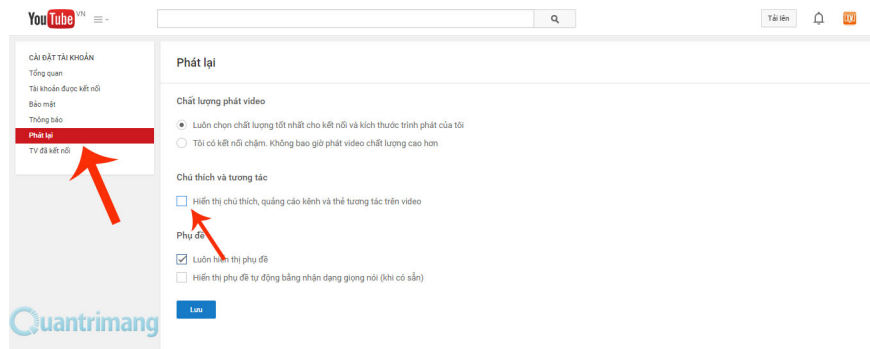 YouTube VN
Tải lên
CÀI ĐẶT TÀI KHOẢN
Tổng quan
Tài khoản được kết nối
Bảo mật
Thông báo
Phát lại
TV đã kết nối
Phát lại
Chất lượng phát video
Luôn chọn chất lượng tốt nhất cho kết nối và kích thước trình phát của tôi
Tôi có kết nối chậm. Không bao giờ phát video chất lượng cao hơn
Chú thích và tương tác
Hiển thị chú thích, quảng cáo kênh và thẻ tương tác trên video
Phụ đề
Luôn hiển thị phụ đề
Hiển thị phụ đề tự động bằng nhận dạng giọng nói (khi có sẵn)
Lưu
Quantrimang